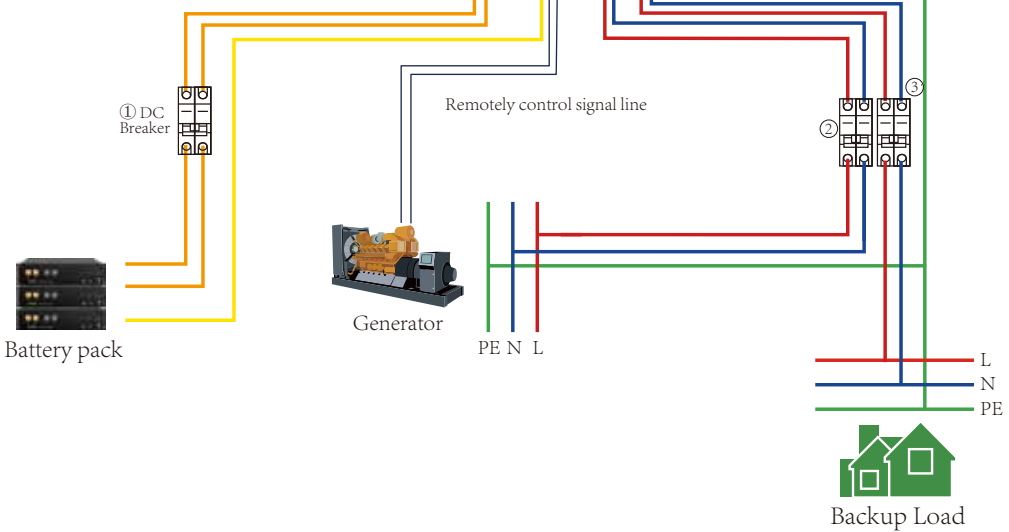 ① DC
Breaker
Remotely control signal line
③
②
Battery pack
Generator
PE N L
L
N
PE
Backup Load